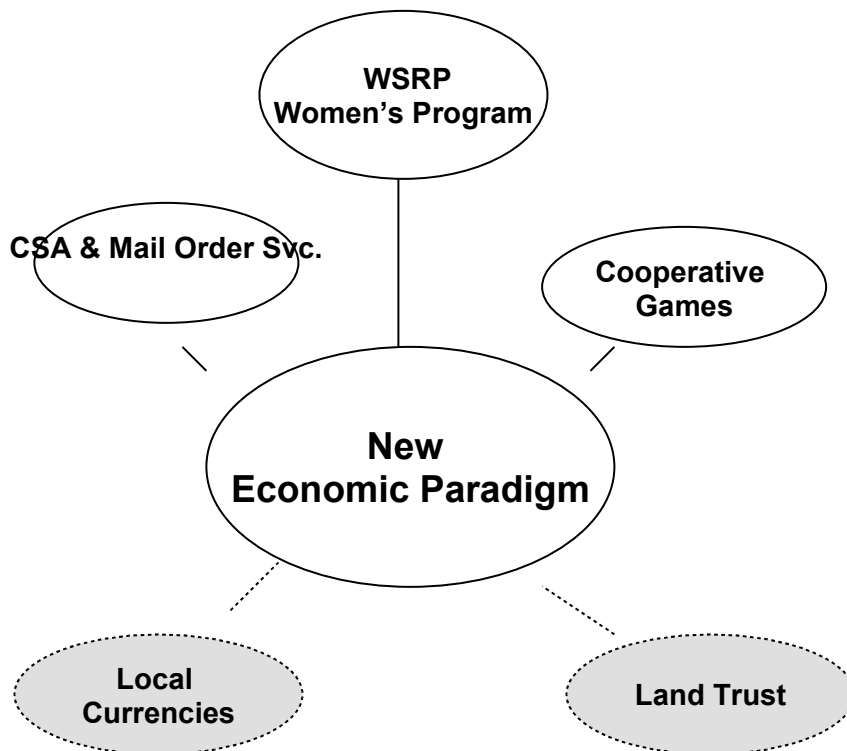 WSRP
Women’s Program
CSA & Mail Order Svc.
Cooperative
Games
New
Economic Paradigm
Local
Currencies
Land Trust